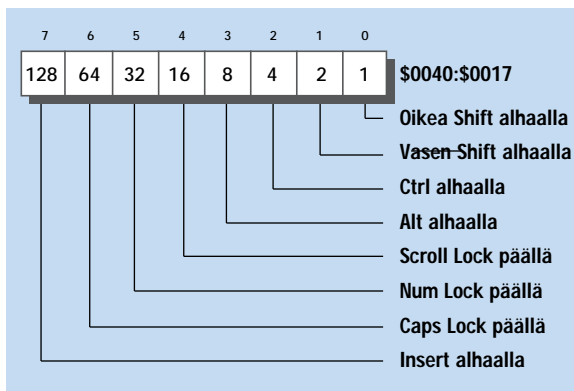 7 6 5 4 3 2 1 0
128 64 32 16 8 4 2 1 $0040:$0017
Oikea Shift alhaalla
Vasen Shift alhaalla
Ctrl alhaalla
Alt alhaalla
Scroll Lock päällä
Num Lock päällä
Caps Lock päällä
Insert alhaalla